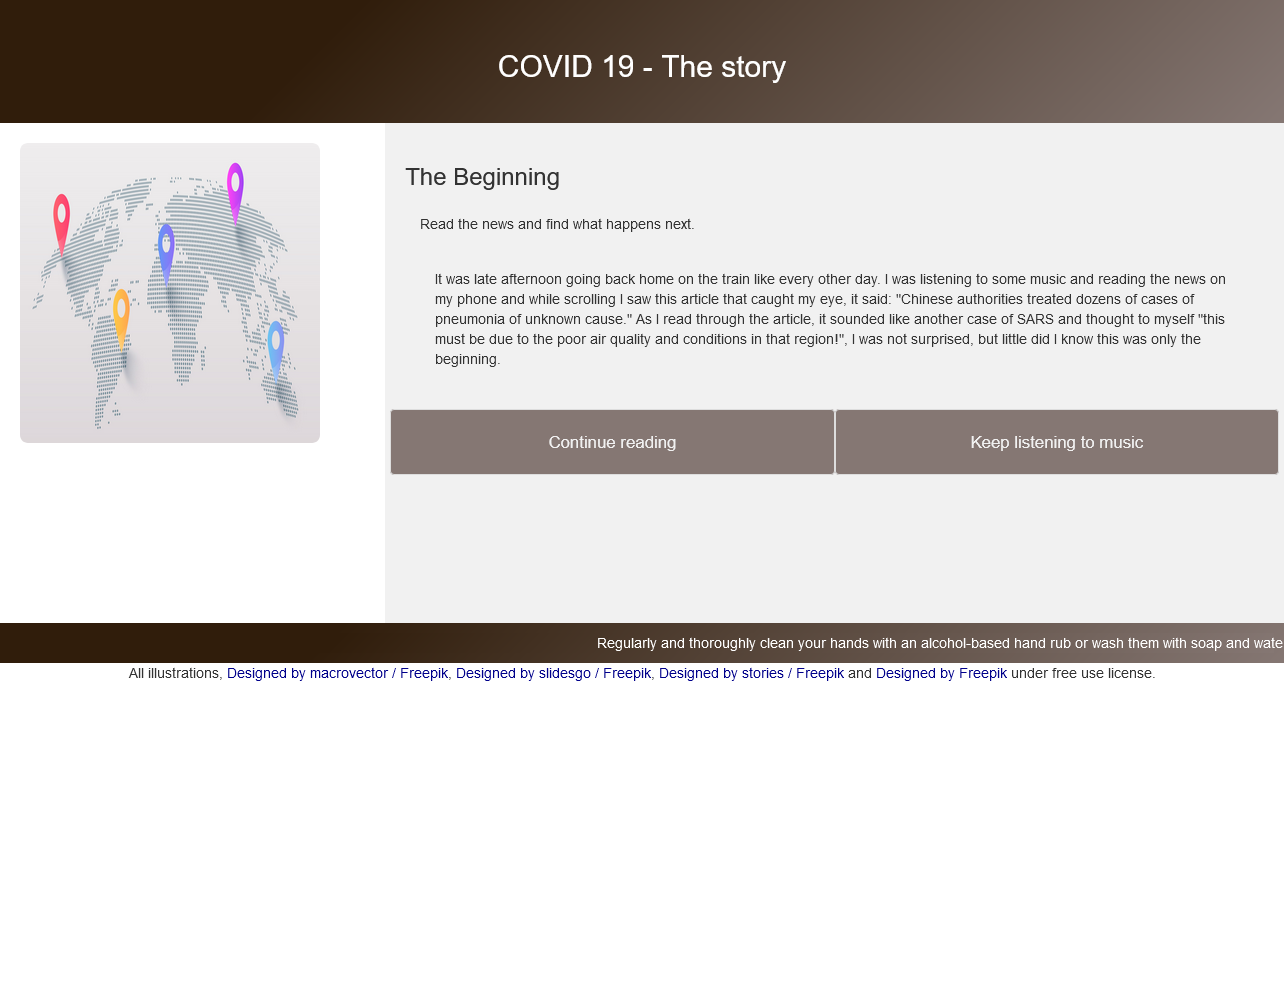 COVID 19 - The story
The Beginning
Read the news and find what happens next.
It was late afternoon going back home on the train like every other day. I was listening to some music and reading the news on
my phone and while scrolling I saw this article that caught my eye, it said: "Chinese authorities treated dozens of cases of
pneumonia of unknown cause." As I read through the article, it sounded like another case of SARS and thought to myself "this
must be due to the poor air quality and conditions in that region!", I was not surprised, but little did I know this was only the
beginning.
Continue reading
Keep listening to music
Regularly and thoroughly clean your hands with an alcohol-based hand rub or wash them with soap and wate
All illustrations, Designed by macrovector / Freepik, Designed by slidesgo / Freepik, Designed by stories / Freepik and Designed by Freepik under free use license.